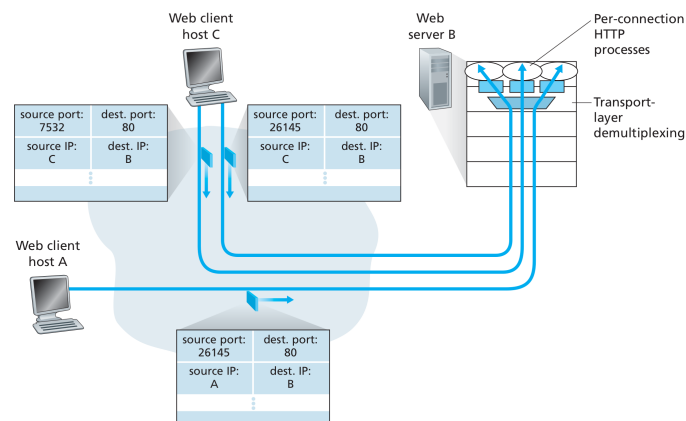 Web client
host C
Web
server B
Per-connection
HTTP
processes
Transport-
layer
demultiplexing
source port:
7532
dest. port:
80
source IP:
C
dest. IP:
B
source port:
26145
dest. port:
80
source IP:
C
dest. IP:
B
Web client
host A
source port:
26145
dest. port:
80
source IP:
A
dest. IP:
B